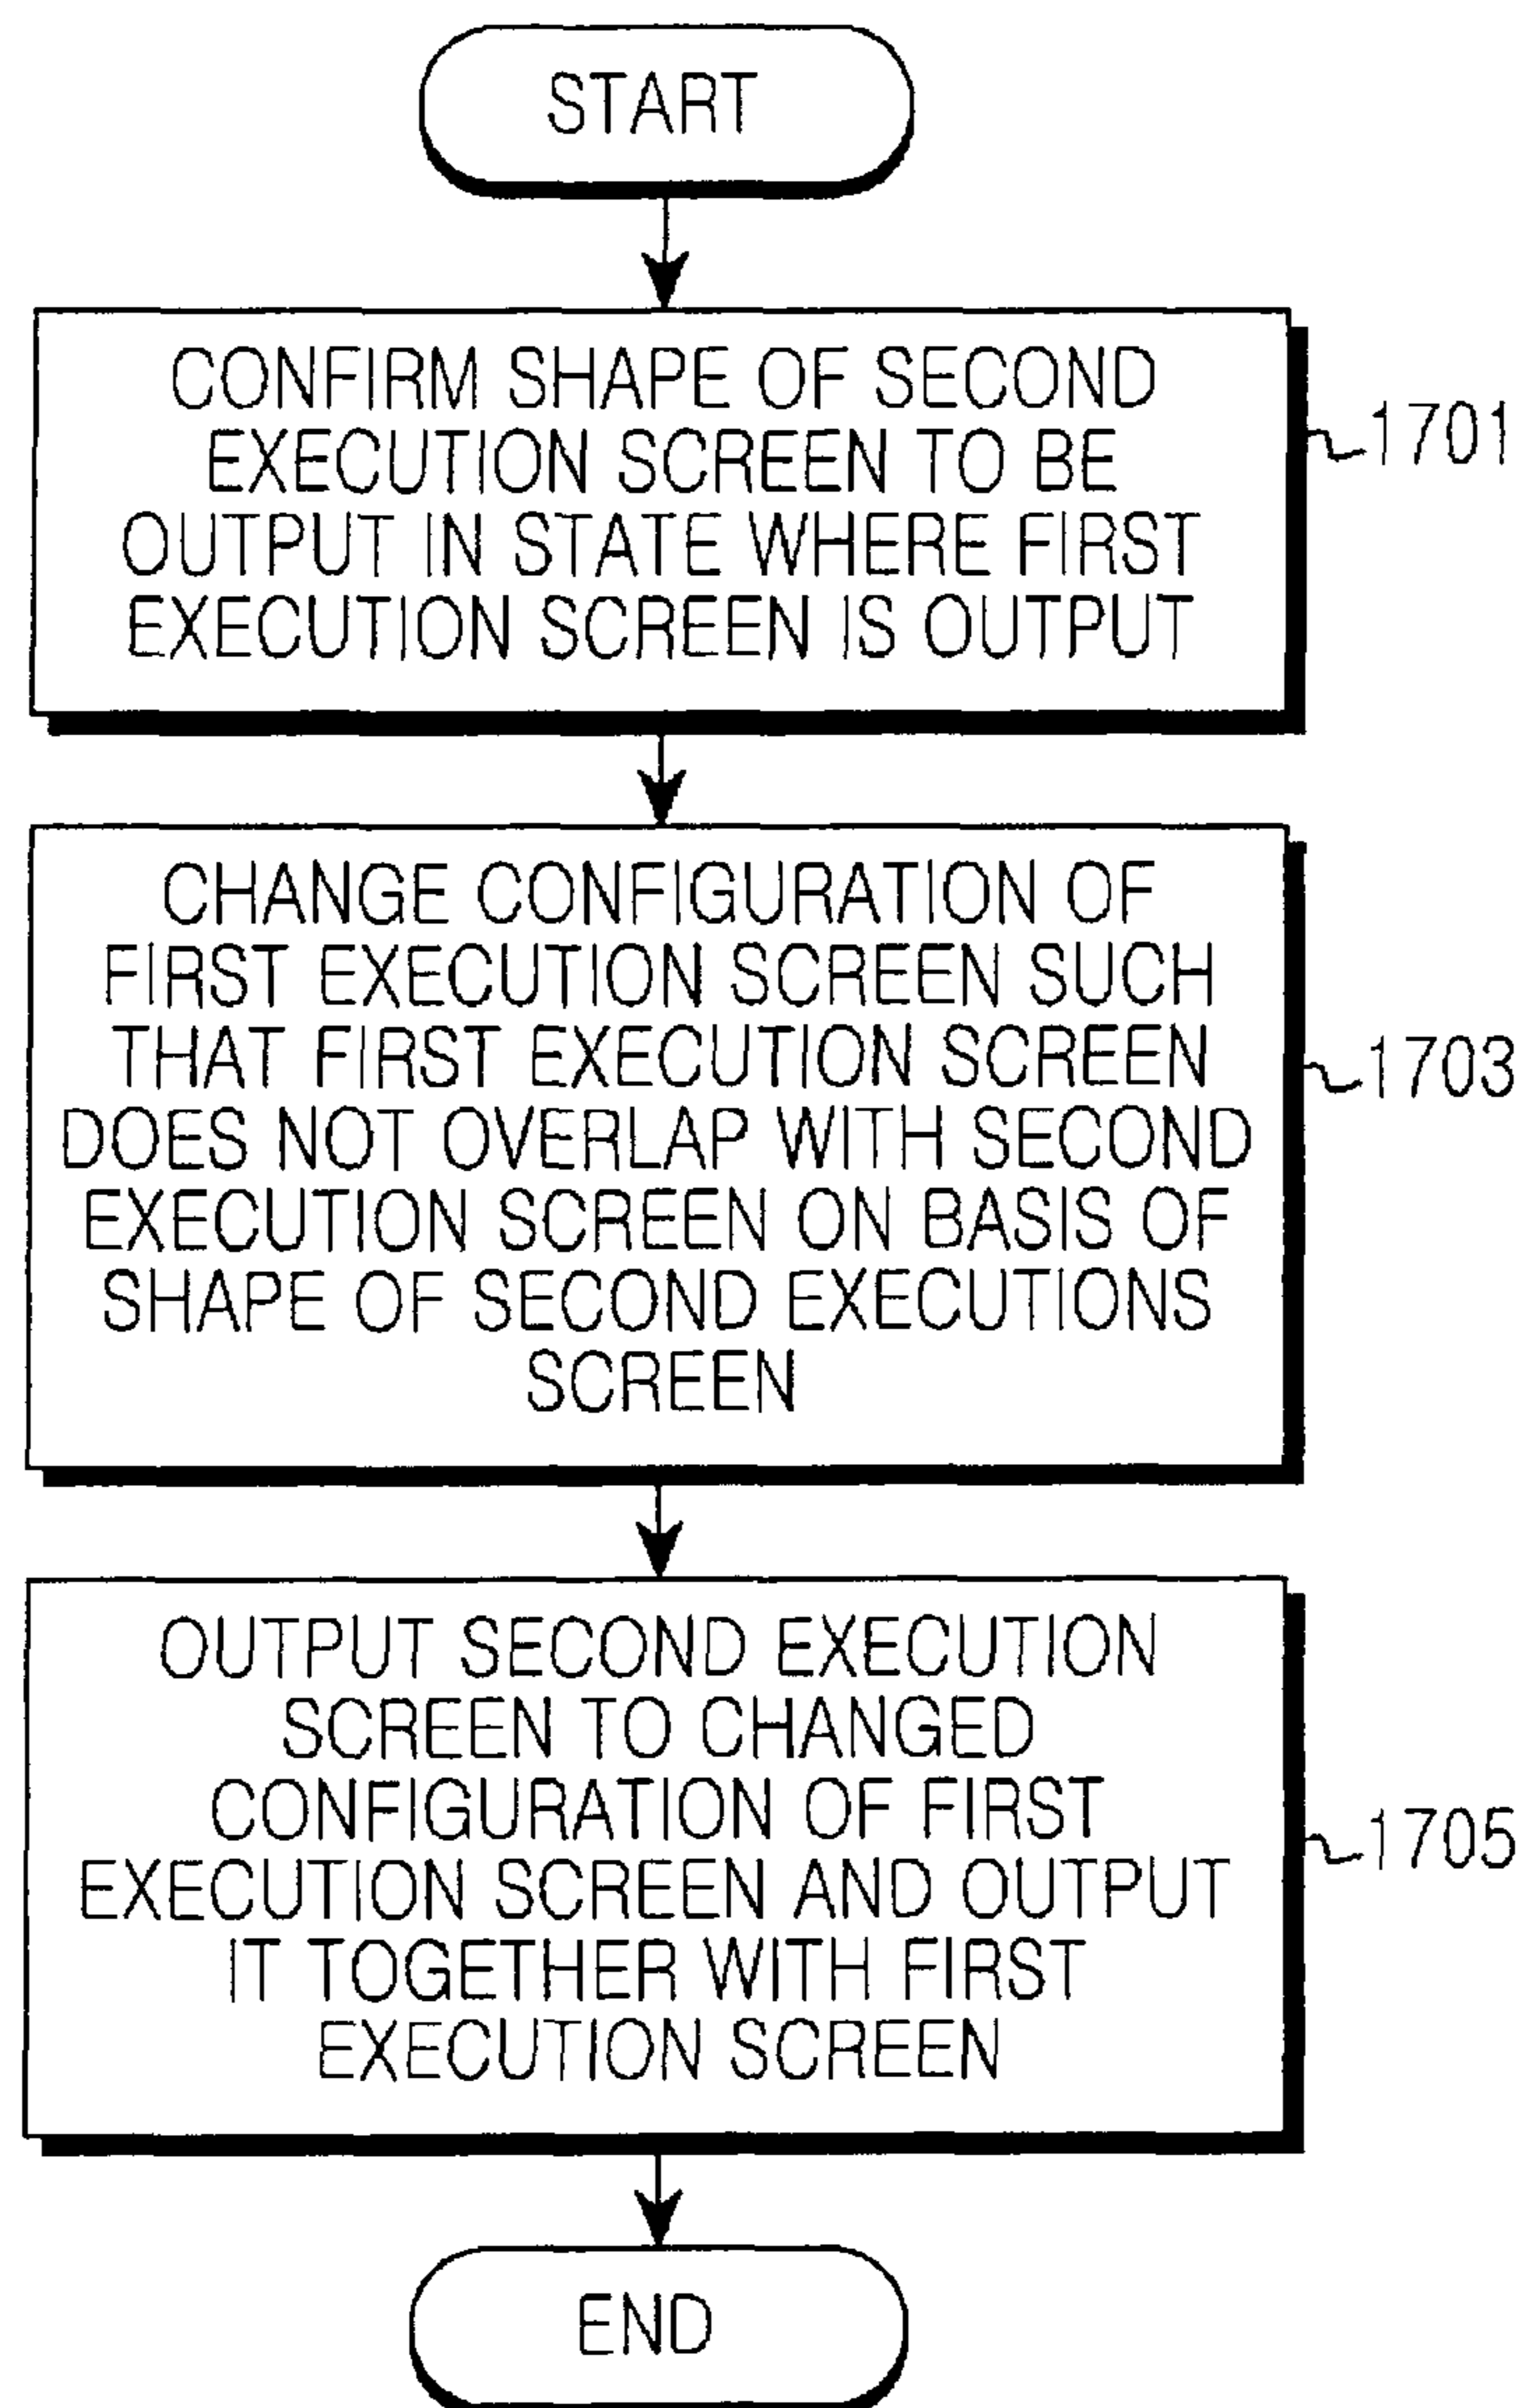 START
CONFIRM SHAPE OF SECOND
EXECUTION SCREEN TO BE
OUTPUT IN STATE WHERE FIRST
EXECUTION SCREEN IS OUTPUT
1701
CHANGE CONFIGURATION OF
FIRST EXECUTION SCREEN SUCH
THAT FIRST EXECUTION SCREEN
DOES NOT OVERLAP WITH SECOND
EXECUTION SCREEN ON BASIS OF
SHAPE OF SECOND EXECUTIONS
SCREEN
1703
OUTPUT SECOND EXECUTION
SCREEN TO CHANGED
CONFIGURATION OF FIRST
EXECUTION SCREEN AND OUTPUT
IT TOGETHER WITH FIRST
EXECUTION SCREEN
1705
END